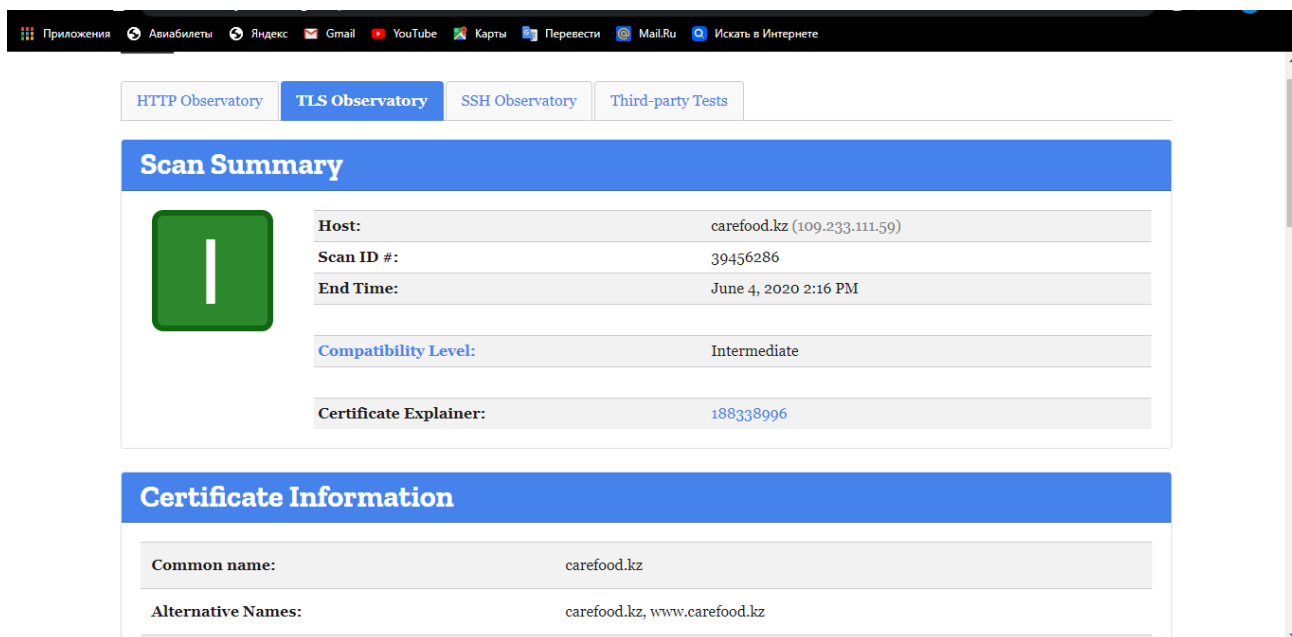 Приложения Авиабилеты Яндекс Gmail YouTube Карты Перевести Mail.Ru Искать в Интернете
HTTP Observatory TLS Observatory SSH Observatory Third-party Tests
Scan Summary
I
Host: carefood.kz (109.233.111.59)
Scan ID #: 39456286
End Time: June 4, 2020 2:16 PM
Compatibility Level: Intermediate
Certificate Explainer: 188338996
Certificate Information
Common name: carefood.kz
Alternative Names: carefood.kz, www.carefood.kz